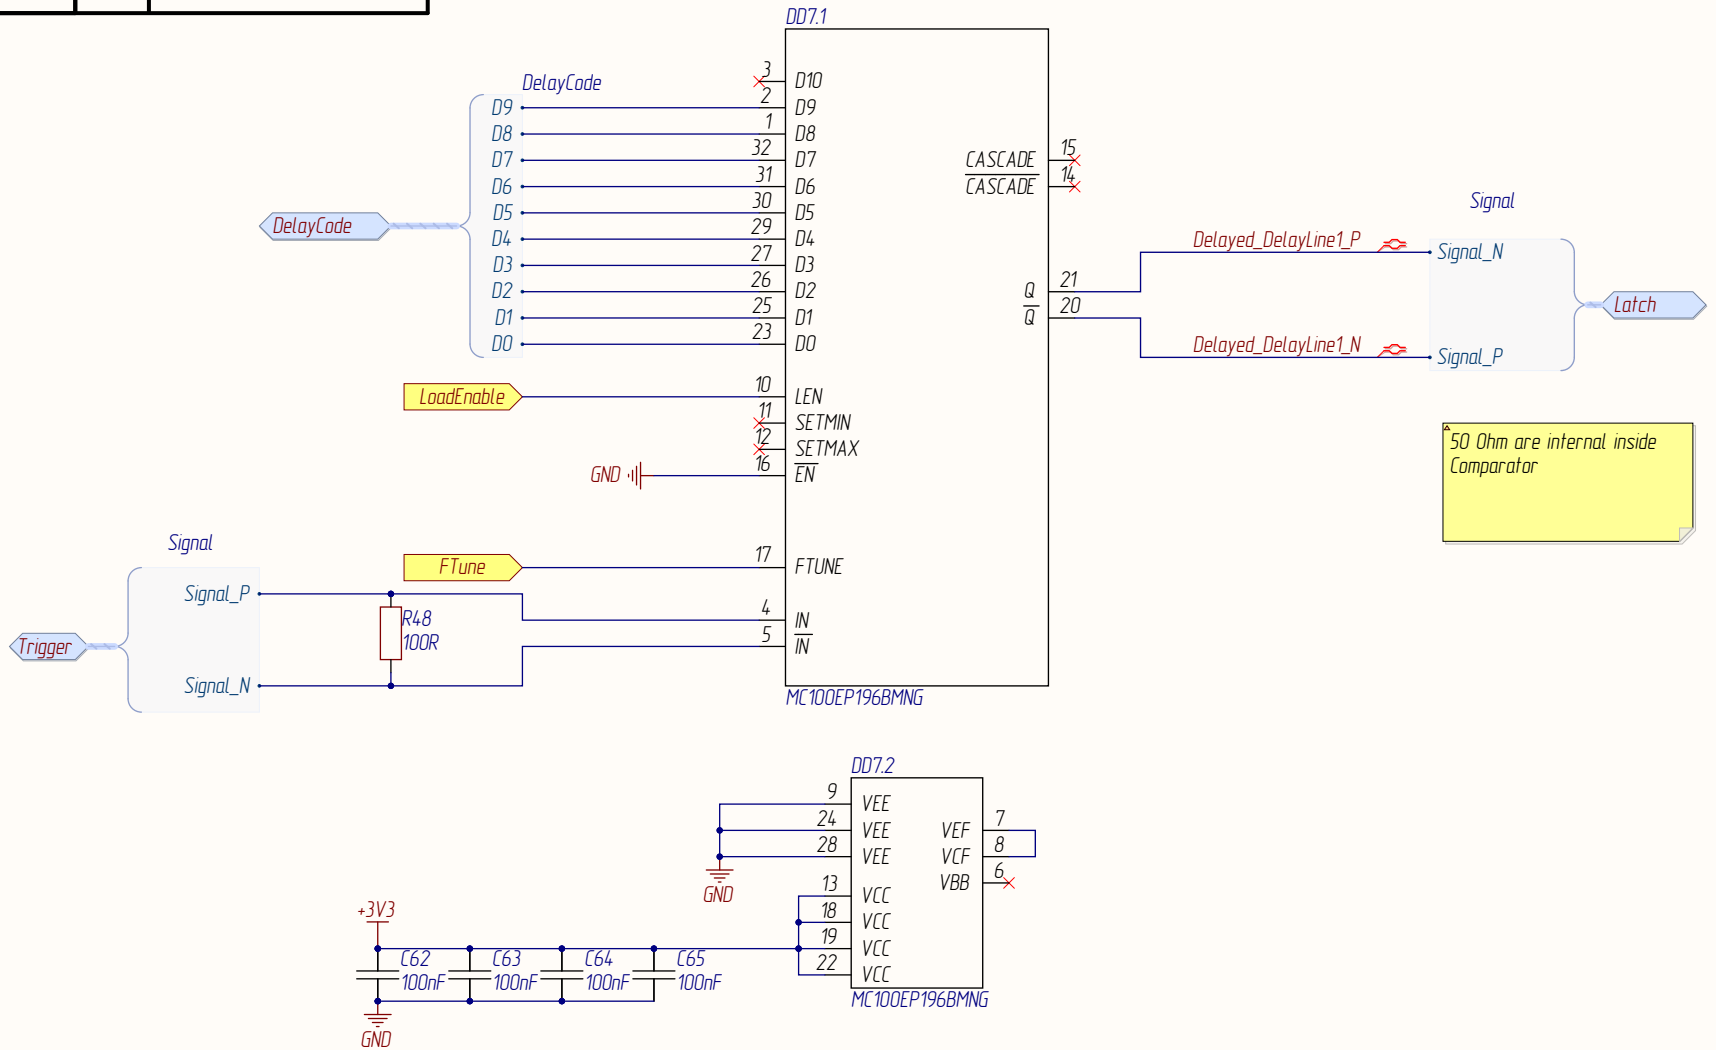 DD7.1
DelayCode
DelayCode
D9
D8
D7
D6
D5
D4
D3
D2
D1
D0
3
2
1
32
31
30
29
27
26
25
23
D10
D9
D8
D7
D6
D5
D4
D3
D2
D1
D0
LoadEnable
10
LEN
11
SETMIN
12
SETMAX
GND
16
EN
FTune
17
FTUNE
4
IN
5
IN
CASCADE
15
CASCADE
14
Q
21
Q
20
MC100EP196BMNG
Signal
Delayed_DelayLine1_P
Signal_N
Latch
Delayed_DelayLine1_N
Signal_P
50 Ohm are internal inside
Comparator
Signal
Signal_P
Trigger
Signal_N
R48
100R
DD7.2
9
VEE
24
VEE
28
VEE
13
VCC
18
VCC
19
VCC
22
VCC
VEF
7
VCF
8
VBB
6
MC100EP196BMNG
GND
+3V3
C62
100nF
C63
100nF
C64
100nF
C65
100nF
GND